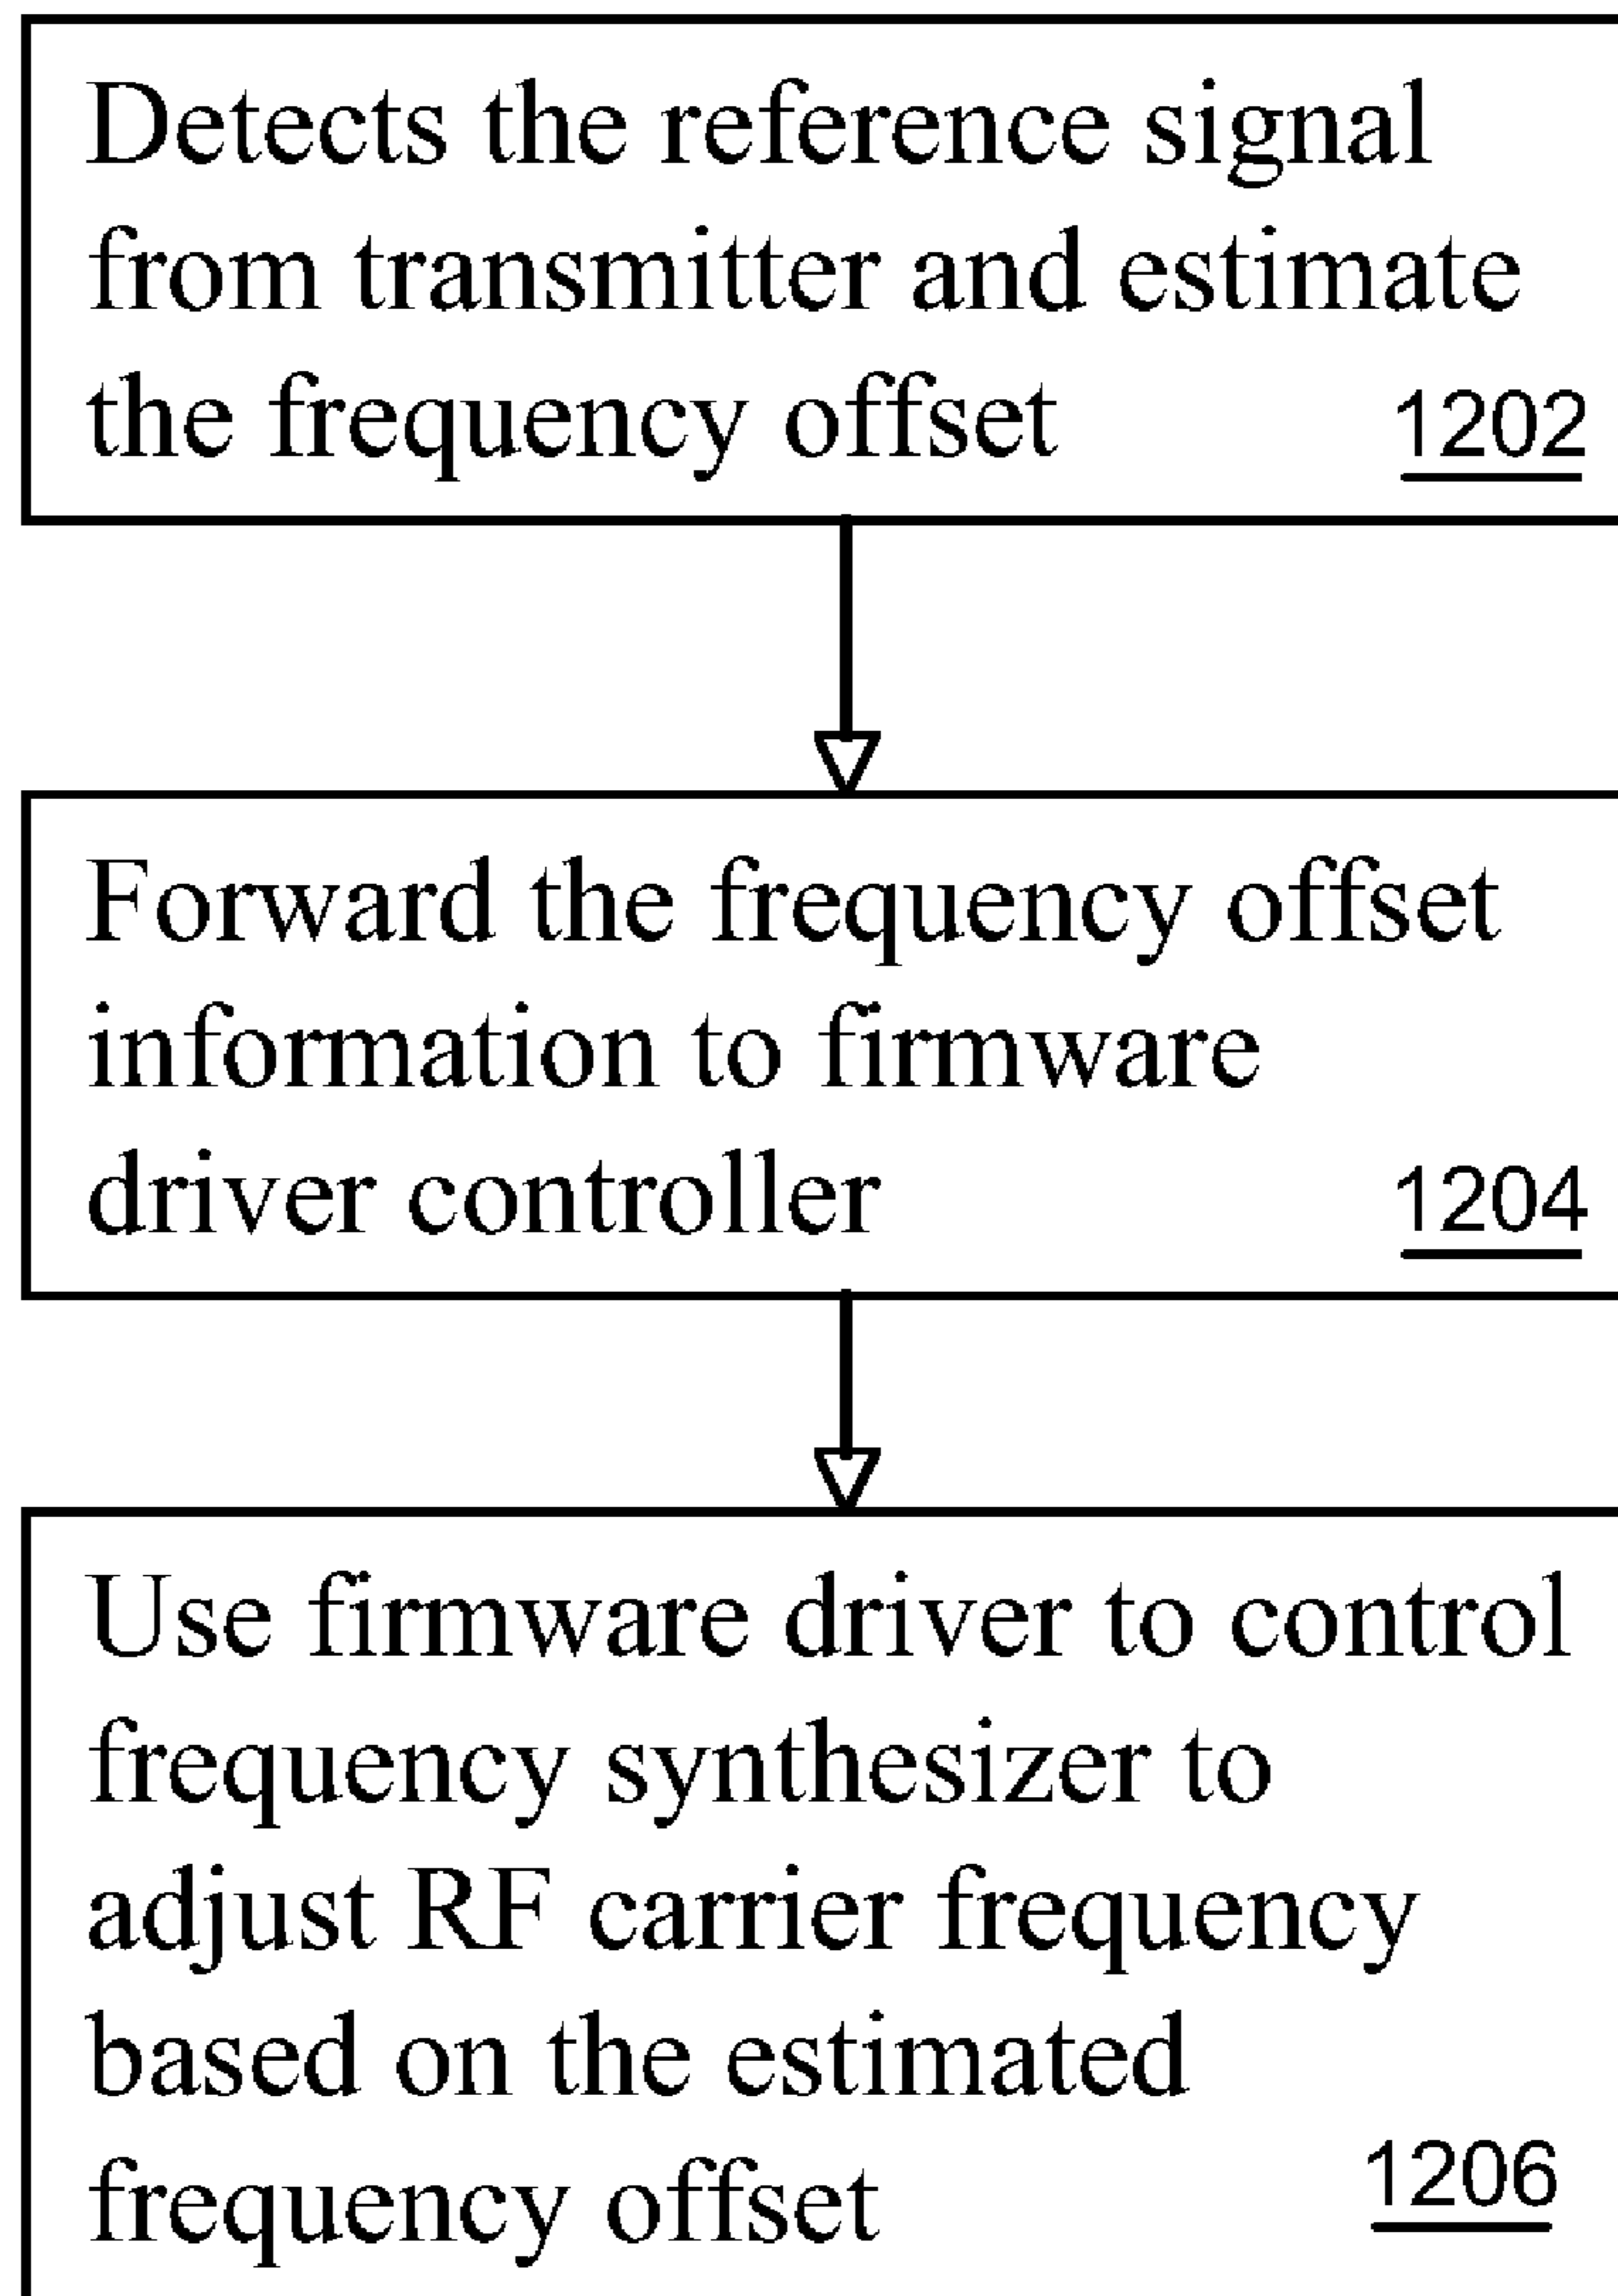 Detects the reference signal
from transmitter and estimate
the frequency offset 1202
Forward the frequency offset
information to firmware
driver controller 1204
Use firmware driver to control
frequency synthesizer to
adjust RF carrier frequency
based on the estimated
frequency offset 1206